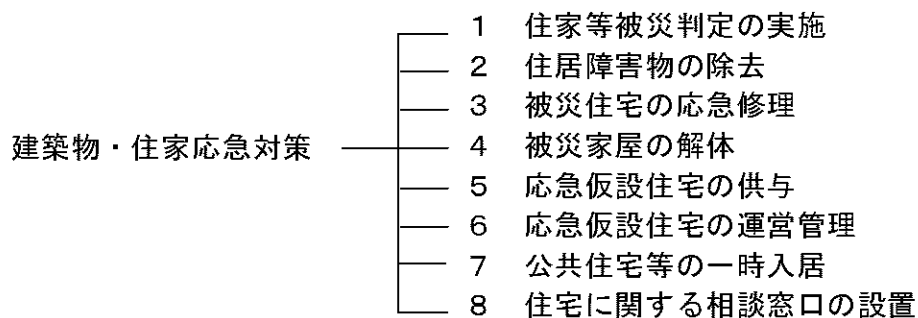 建築物・住家応急対策
1 住家等被災判定の実施
2 住居障害物の除去
3 被災住宅の応急修理
4 被災家屋の解体
5 応急仮設住宅の供与
6 応急仮設住宅の運営管理
7 公共住宅等の一時入居
8 住宅に関する相談窓口の設置